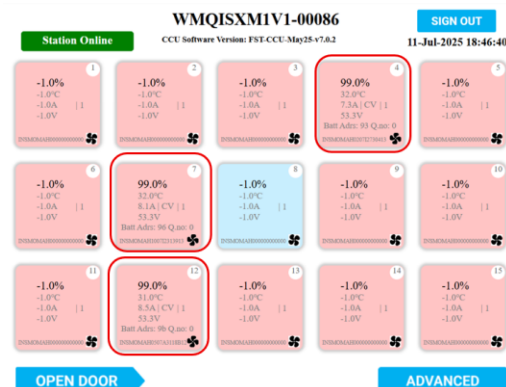 WMQISXM1V1-00086
SIGN OUT
Station Online
CCU Software Version: FST-CCU-May25-v7.0.2
11-Jul-2025 18:46:40
1
-1.0%
-1.0°C
-1.0A | 1
-1.0V
2
-1.0%
-1.0°C
-1.0A | 1
-1.0V
3
-1.0%
-1.0°C
-1.0A | 1
-1.0V
4
99.0%
32.0°C
7.3A | CV | 1
53.3V
Batt Adrs: 93 Q.no: 0
5
-1.0%
-1.0°C
-1.0A | 1
-1.0V
6
-1.0%
-1.0°C
-1.0A | 1
-1.0V
7
99.0%
32.0°C
8.1A | CV | 1
53.3V
Batt Adrs: 96 Q.no: 0
8
-1.0%
-1.0°C
-1.0A | 1
-1.0V
9
-1.0%
-1.0°C
-1.0A | 1
-1.0V
10
-1.0%
-1.0°C
-1.0A | 1
-1.0V
11
-1.0%
-1.0°C
-1.0A | 1
-1.0V
12
99.0%
31.0°C
8.5A | CV | 1
53.3V
Batt Adrs: 9b Q.no: 0
13
-1.0%
-1.0°C
-1.0A | 1
-1.0V
14
-1.0%
-1.0°C
-1.0A | 1
-1.0V
15
-1.0%
-1.0°C
-1.0A | 1
-1.0V
OPEN DOOR
ADVANCED